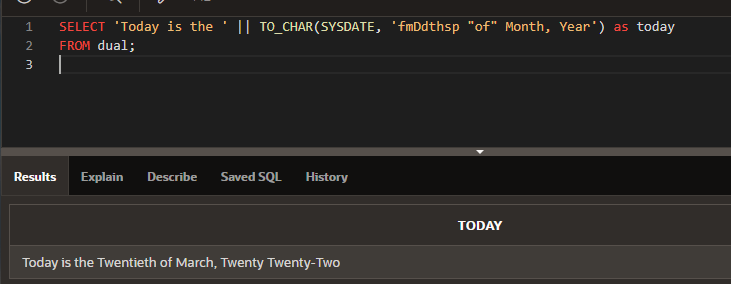 1 SELECT 'Today is the ' || TO_CHAR(SYSDATE, 'fmDdthsp "of" Month, Year') as today
2 FROM dual;
3
Results Explain Describe Saved SQL History
TODAY
Today is the Twentieth of March, Twenty Twenty-Two